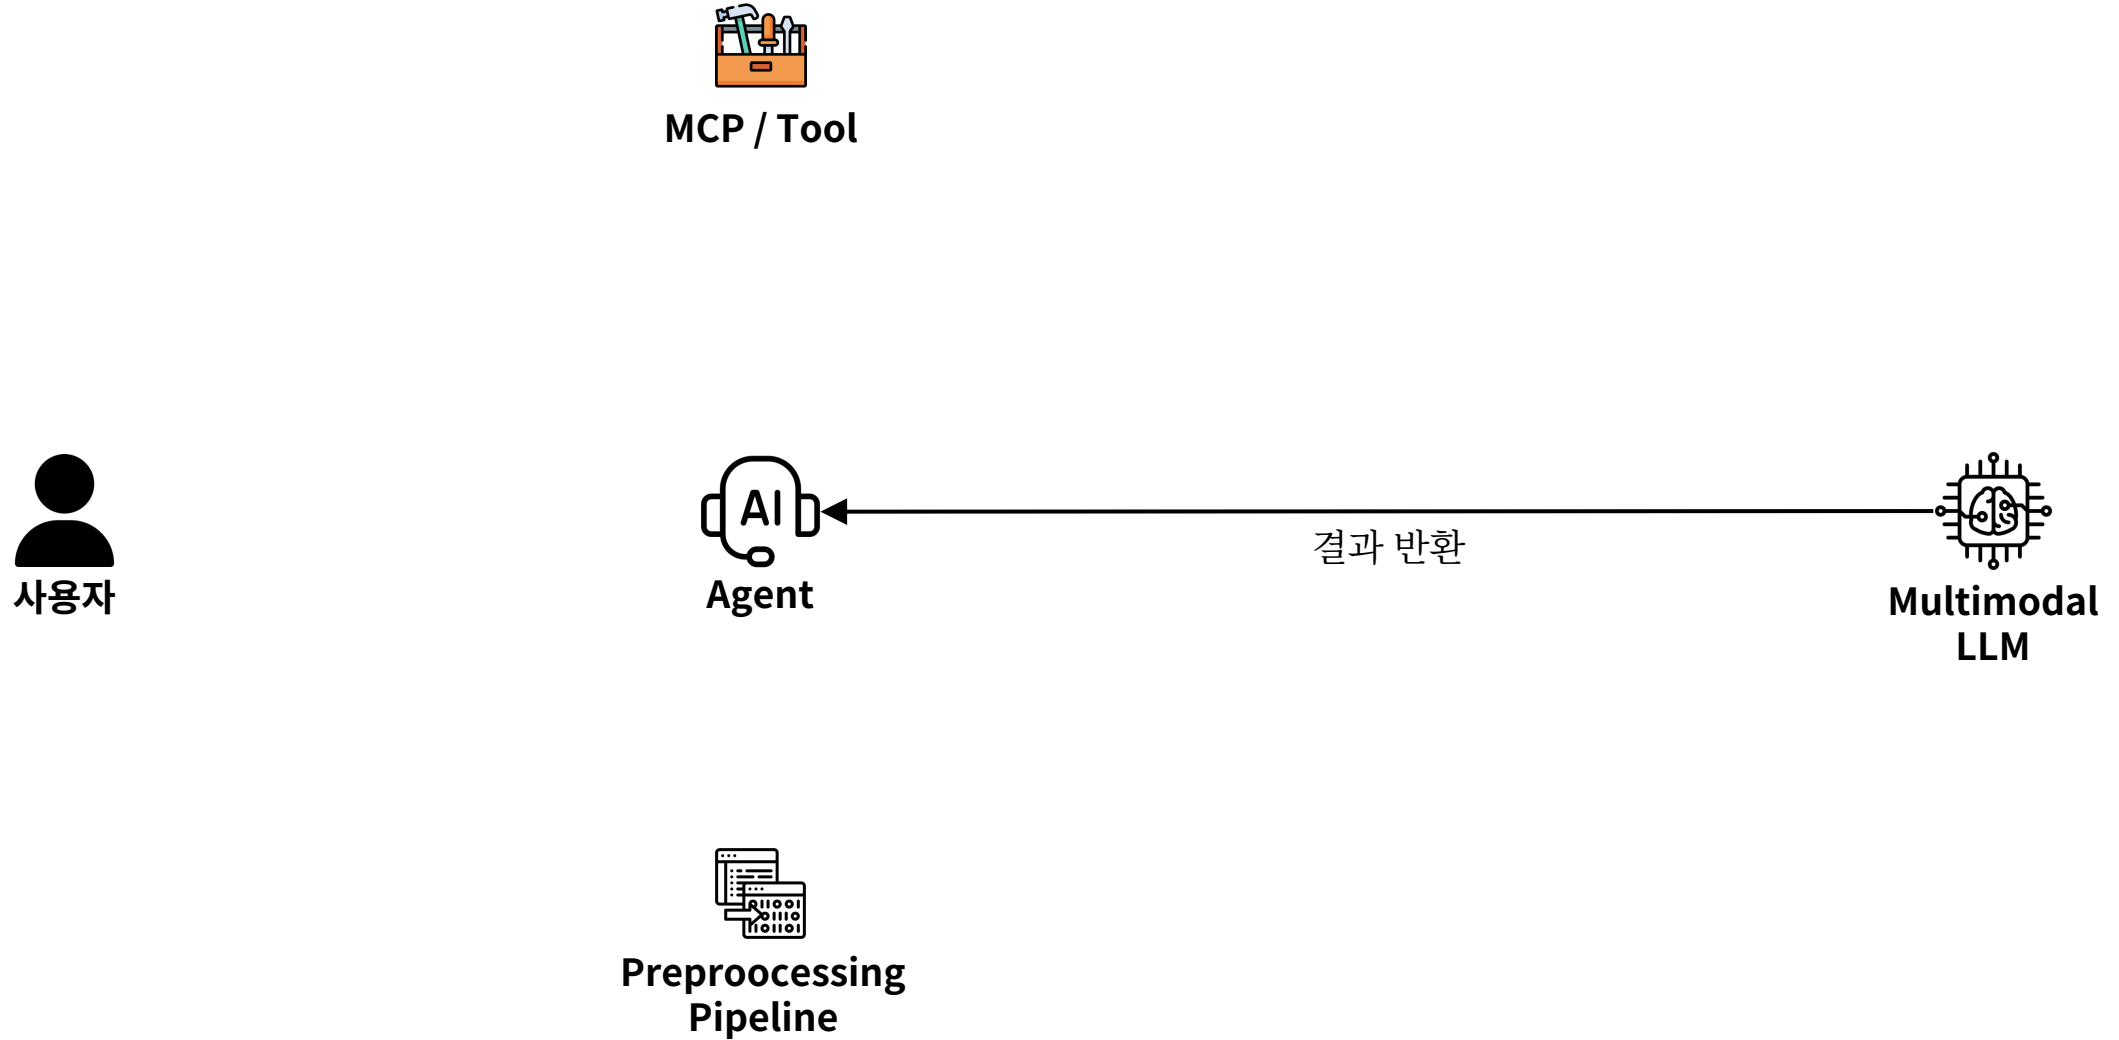 MCP / Tool
AI
사용자
Agent
결과 반환
Multimodal
LLM
Preproocessing
Pipeline